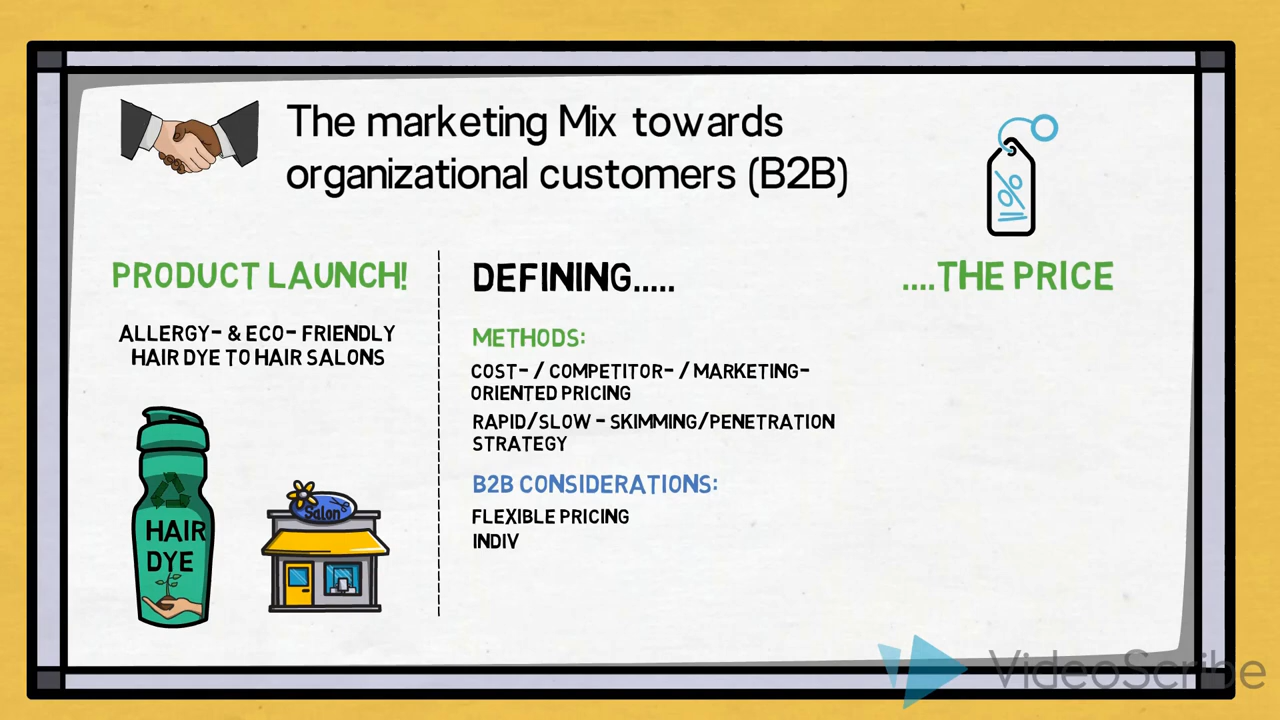 The marketing Mix towards
organizational customers (B2B)
11%
PRODUCT LAUNCH!
ALLERGY- & ECO- FRIENDLY
HAIR DYE TO HAIR SALONS
HAIR
DYE
Salon
DEFINING.....
METHODS:
COST- / COMPETITOR- / MARKETING-
ORIENTED PRICING
RAPID/SLOW - SKIMMING/PENETRATION
STRATEGY
B2B CONSIDERATIONS:
FLEXIBLE PRICING
INDIV
....THE PRICE
VideoScribe